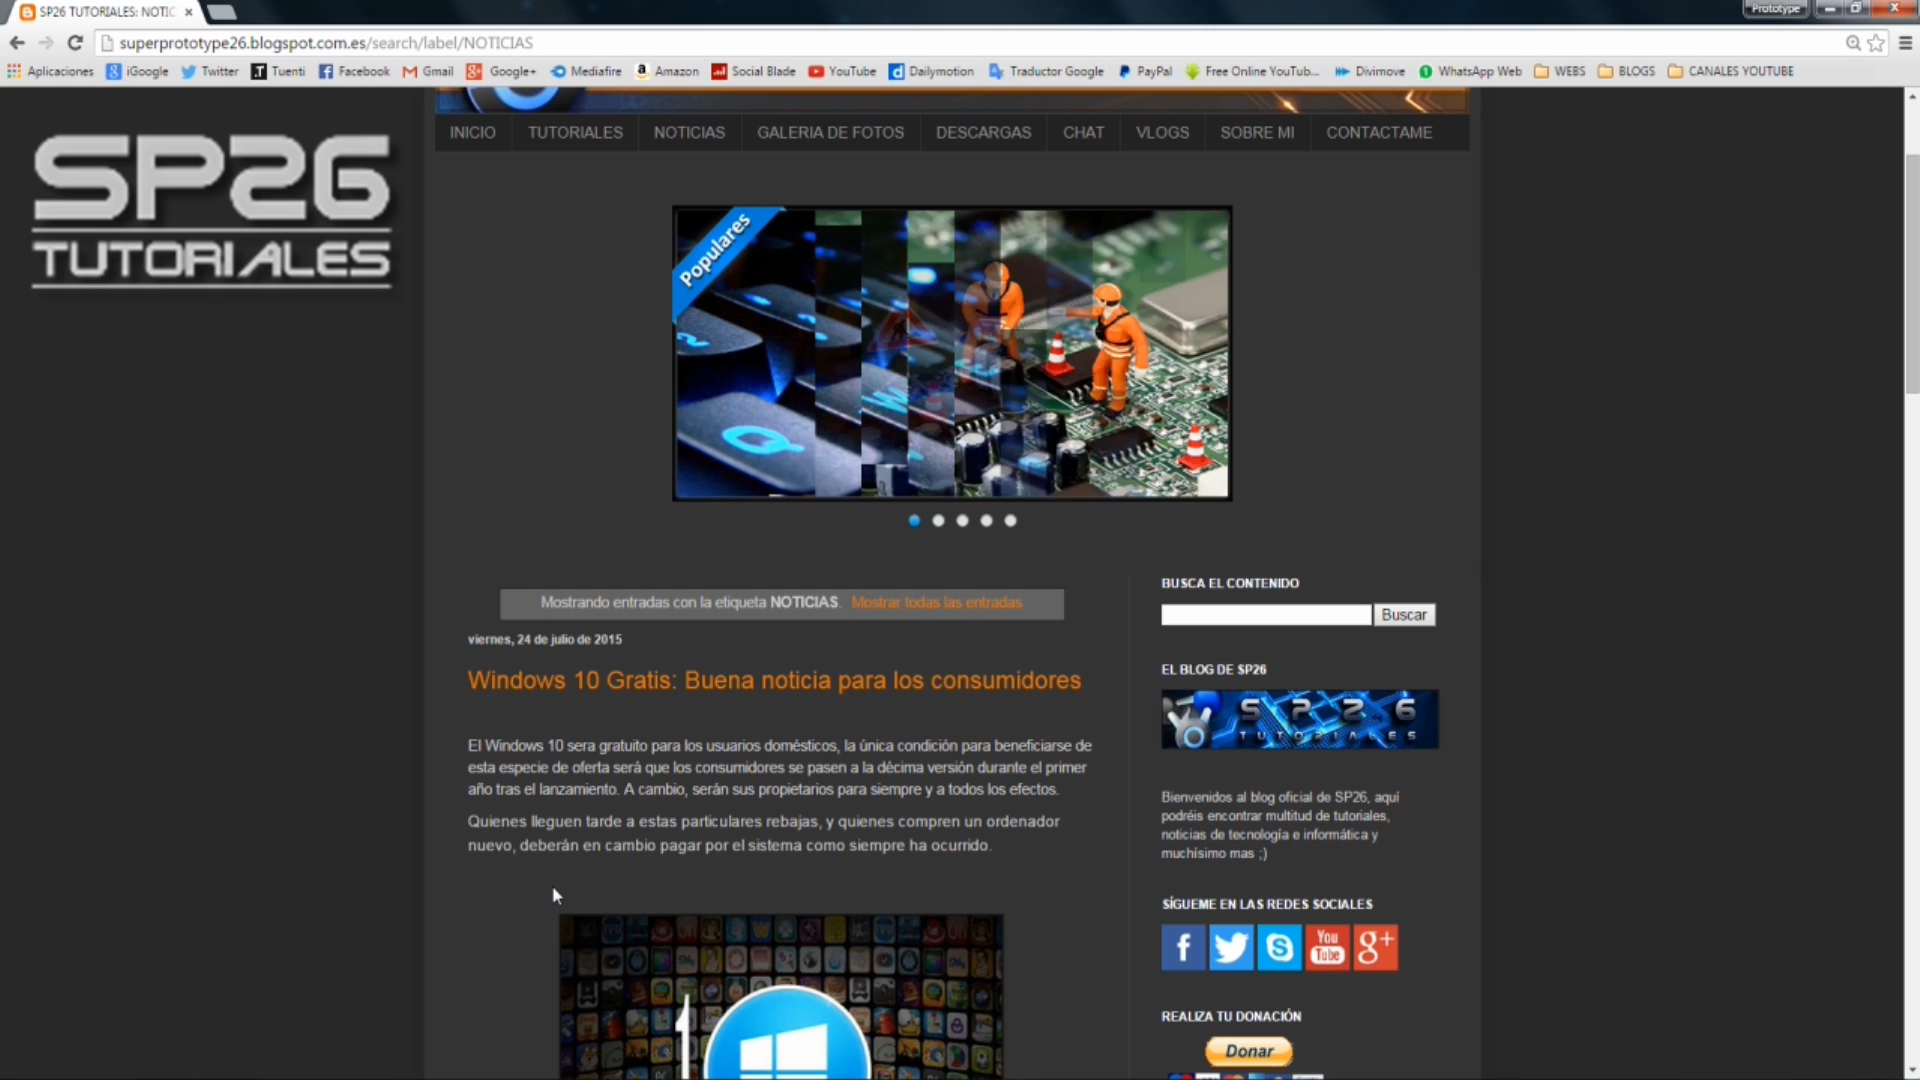 SP26 TUTORIALES: NOTIC
Prototype
superprototype26.blogspot.com.es/search/label/NOTICIAS
Aplicaciones iGoogle Twitter Tuenti Facebook Gmail Google+ Mediafire Amazon Social Blade YouTube Dailymotion Traductor Google PayPal Free Online YouTub... Divimove WhatsApp Web WEBS BLOGS CANALES YOUTUBE
INICIO TUTORIALES NOTICIAS GALERIA DE FOTOS DESCARGAS CHAT VLOGS SOBRE MI CONTACTAME
SP26
TUTORIALES
Populares
Q
Mostrando entradas con la etiqueta NOTICIAS. Mostrar todas las entradas
viernes, 24 de julio de 2015
Windows 10 Gratis: Buena noticia para los consumidores
El Windows 10 sera gratuito para los usuarios domésticos, la única condición para beneficiarse de
esta especie de oferta será que los consumidores se pasen a la décima versión durante el primer
año tras el lanzamiento. A cambio, serán sus propietarios para siempre y a todos los efectos.
Quienes lleguen tarde a estas particulares rebajas, y quienes compren un ordenador
nuevo, deberán en cambio pagar por el sistema como siempre ha ocurrido.
BUSCA EL CONTENIDO
Buscar
EL BLOG DE SP26
SP26
TUTORIALES
Bienvenidos al blog oficial de SP26, aquí
podréis encontrar multitud de tutoriales,
noticias de tecnología e informática y
muchísimo mas ;)
SÍGUEME EN LAS REDES SOCIALES
f S You Tube g+
REALIZA TU DONACIÓN
Donar